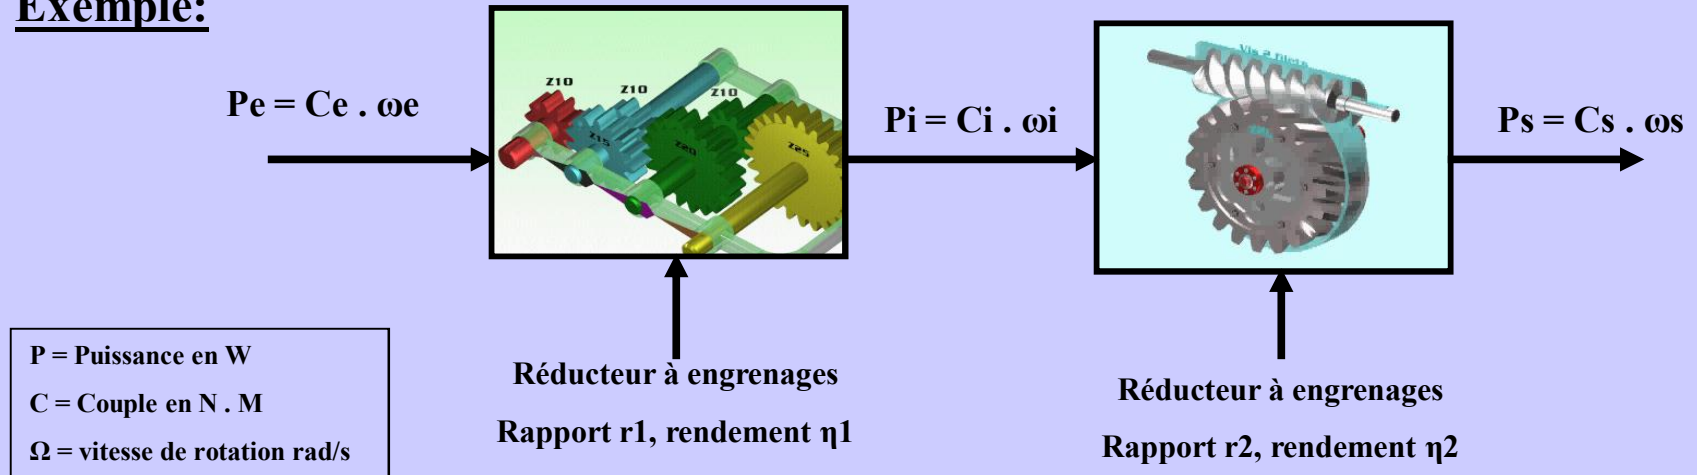 Exemple:
Pe = Ce . ωe
Z10
Z10
Z10
Z15
Z20
Z25
Pi = Ci . ωi
Vis 2 filets
Ps = Cs . ωs
Réducteur à engrenages
Rapport r1, rendement η1
Réducteur à engrenages
Rapport r2, rendement η2
P = Puissance en W
C = Couple en N . M
Ω = vitesse de rotation rad/s